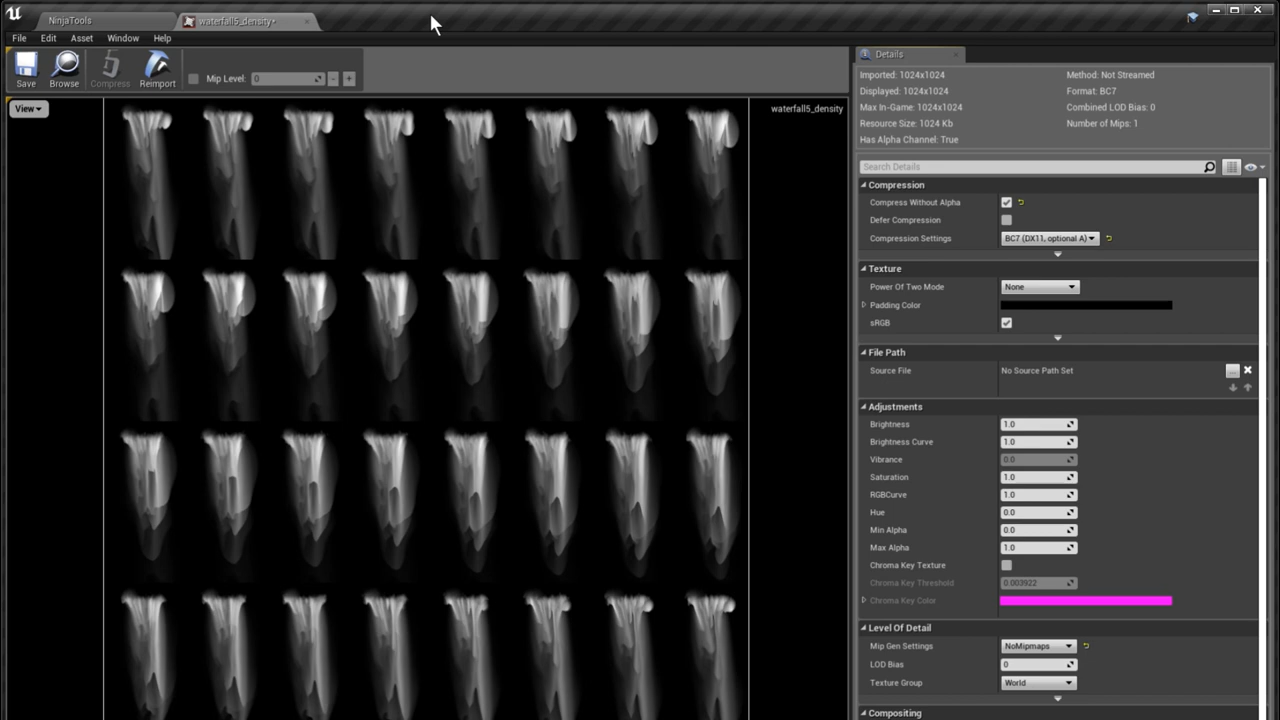 NinjaTools
waterfall5_density*
File Edit Asset Window Help
Save Browse Compress Reimport Mip Level: 0 - +
View
waterfall5_density
Details
Imported: 1024x1024 Method: Not Streamed
Displayed: 1024x1024 Format: BC7
Max In-Game: 1024x1024 Combined LOD Bias: 0
Resource Size: 1024 Kb Number of Mips: 1
Has Alpha Channel: True
Search Details
Compression
Compress Without Alpha
Defer Compression
Compression Settings BC7 (DX11, optional A)
Texture
Power Of Two Mode None
Padding Color
sRGB
File Path
Source File No Source Path Set ...
Adjustments
Brightness 1.0
Brightness Curve 1.0
Vibrance 0.0
Saturation 1.0
RGBCurve 1.0
Hue 0.0
Min Alpha 0.0
Max Alpha 1.0
Chroma Key Texture
Chroma Key Threshold 0.003922
Chroma Key Color
Level Of Detail
Mip Gen Settings NoMipmaps
LOD Bias 0
Texture Group World
Compositing